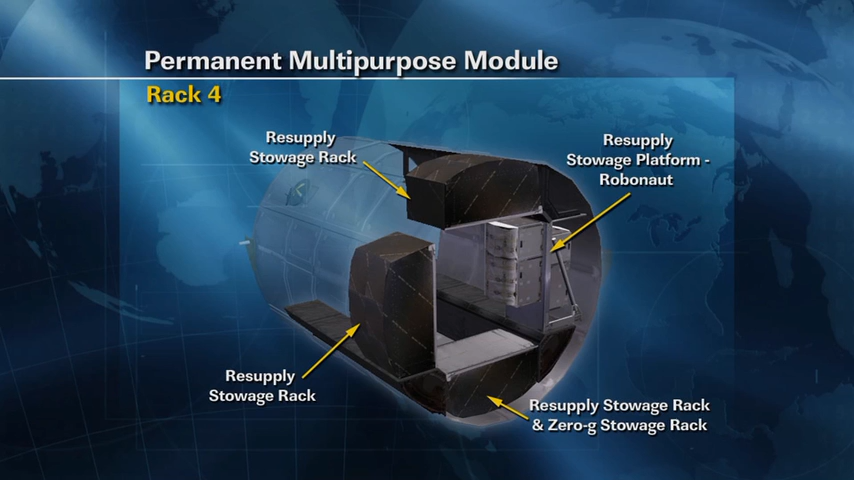 Permanent Multipurpose Module
Rack 4
Resupply
Stowage Rack
Resupply
Stowage Platform -
Robonaut
Resupply
Stowage Rack
Resupply Stowage Rack
& Zero-g Stowage Rack